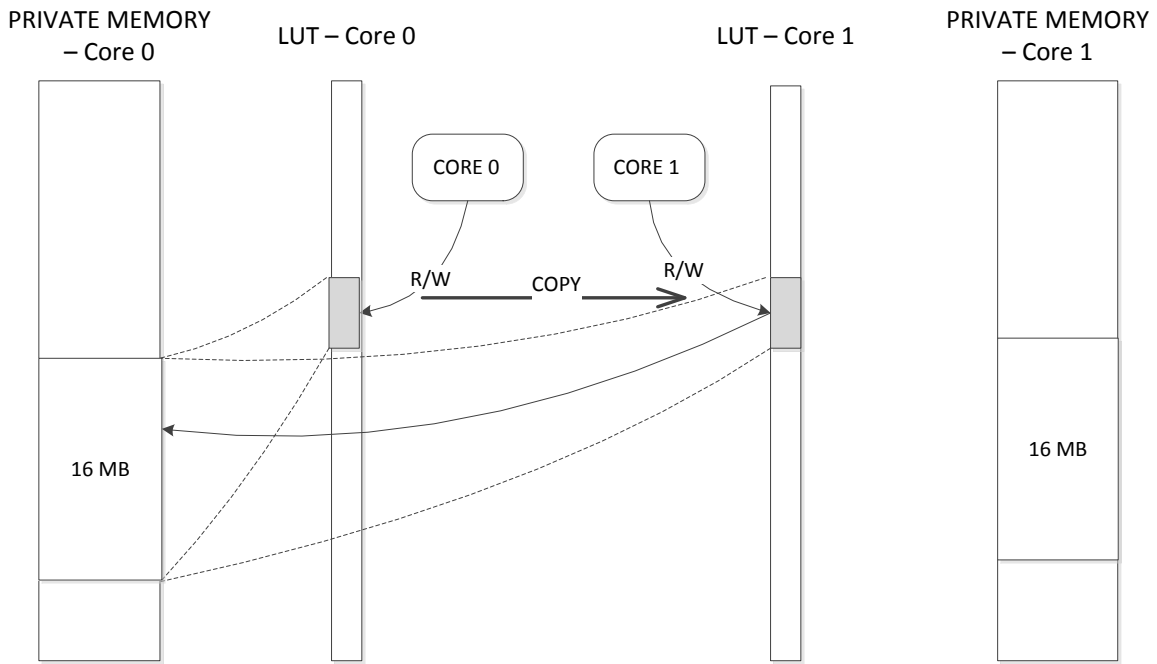 PRIVATE MEMORY
– Core 0
LUT – Core 0
LUT – Core 1
PRIVATE MEMORY
– Core 1
CORE 0
CORE 1
R/W
COPY
R/W
16 MB
16 MB